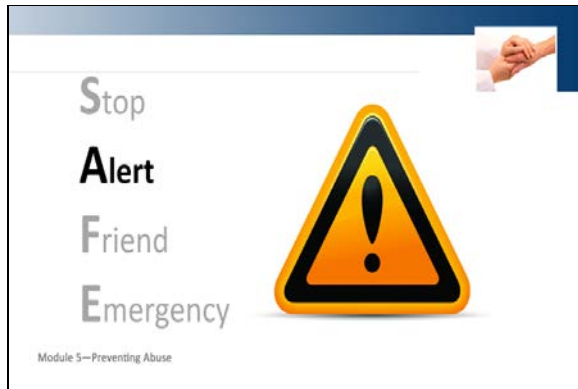 Stop
Alert
Friend
Emergency
Module 5—Preventing Abuse